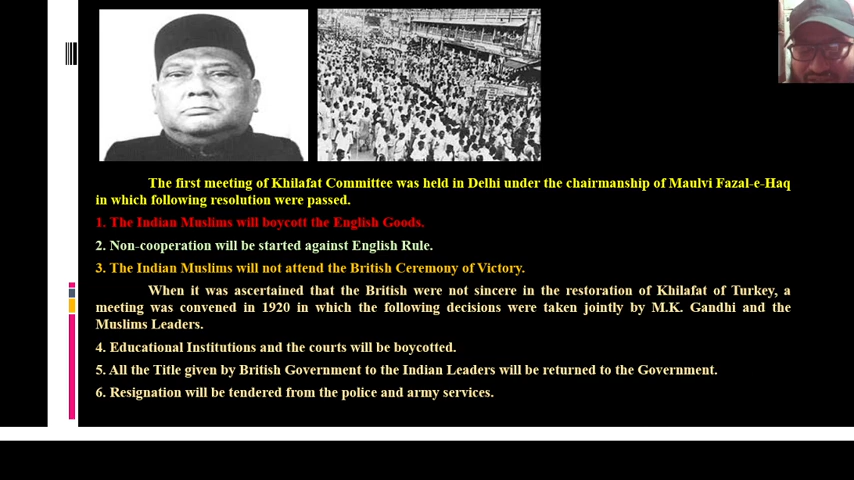 The first meeting of Khilafat Committee was held in Delhi under the chairmanship of Maulvi Fazal-e-Haq
in which following resolution were passed.
1. The Indian Muslims will boycott the English Goods.
2. Non-cooperation will be started against English Rule.
3. The Indian Muslims will not attend the British Ceremony of Victory.
When it was ascertained that the British were not sincere in the restoration of Khilafat of Turkey, a
meeting was convened in 1920 in which the following decisions were taken jointly by M.K. Gandhi and the
Muslims Leaders.
4. Educational Institutions and the courts will be boycotted.
5. All the Title given by British Government to the Indian Leaders will be returned to the Government.
6. Resignation will be tendered from the police and army services.